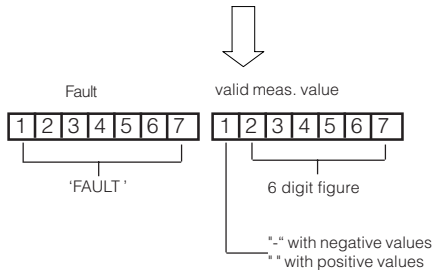 Fault valid meas. value
1 2 3 4 5 6 7 1 2 3 4 5 6 7
'FAULT ' 6 digit figure
"-“ with negative values
" " with positive values